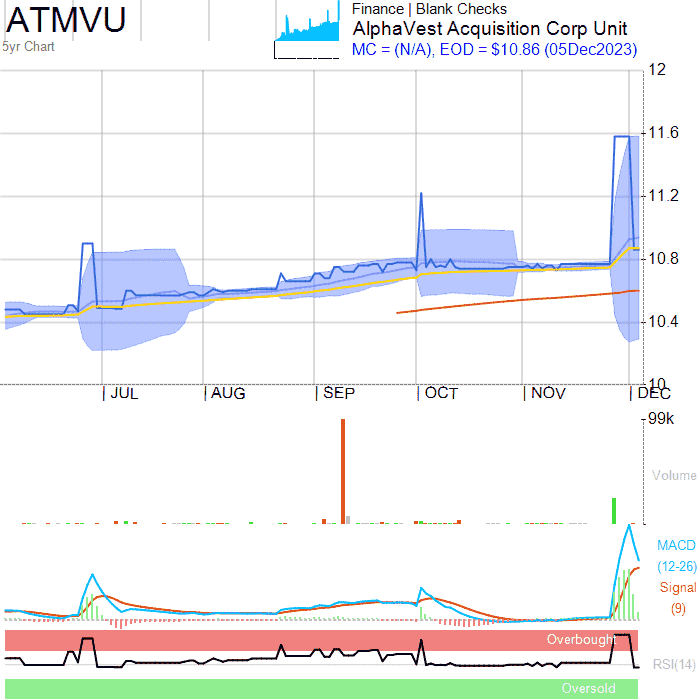 ATMVU
5yr Chart
Finance | Blank Checks
AlphaVest Acquisition Corp Unit
MC = (N/A), EOD = $10.86 (05Dec2023)
12
11.6
11.2
10.8
10.4
10
JUL
AUG
SEP
OCT
NOV
DEC
99k
Volume
MACD
(12-26)
Signal
(9)
Overbought
RSI(14)
Oversold